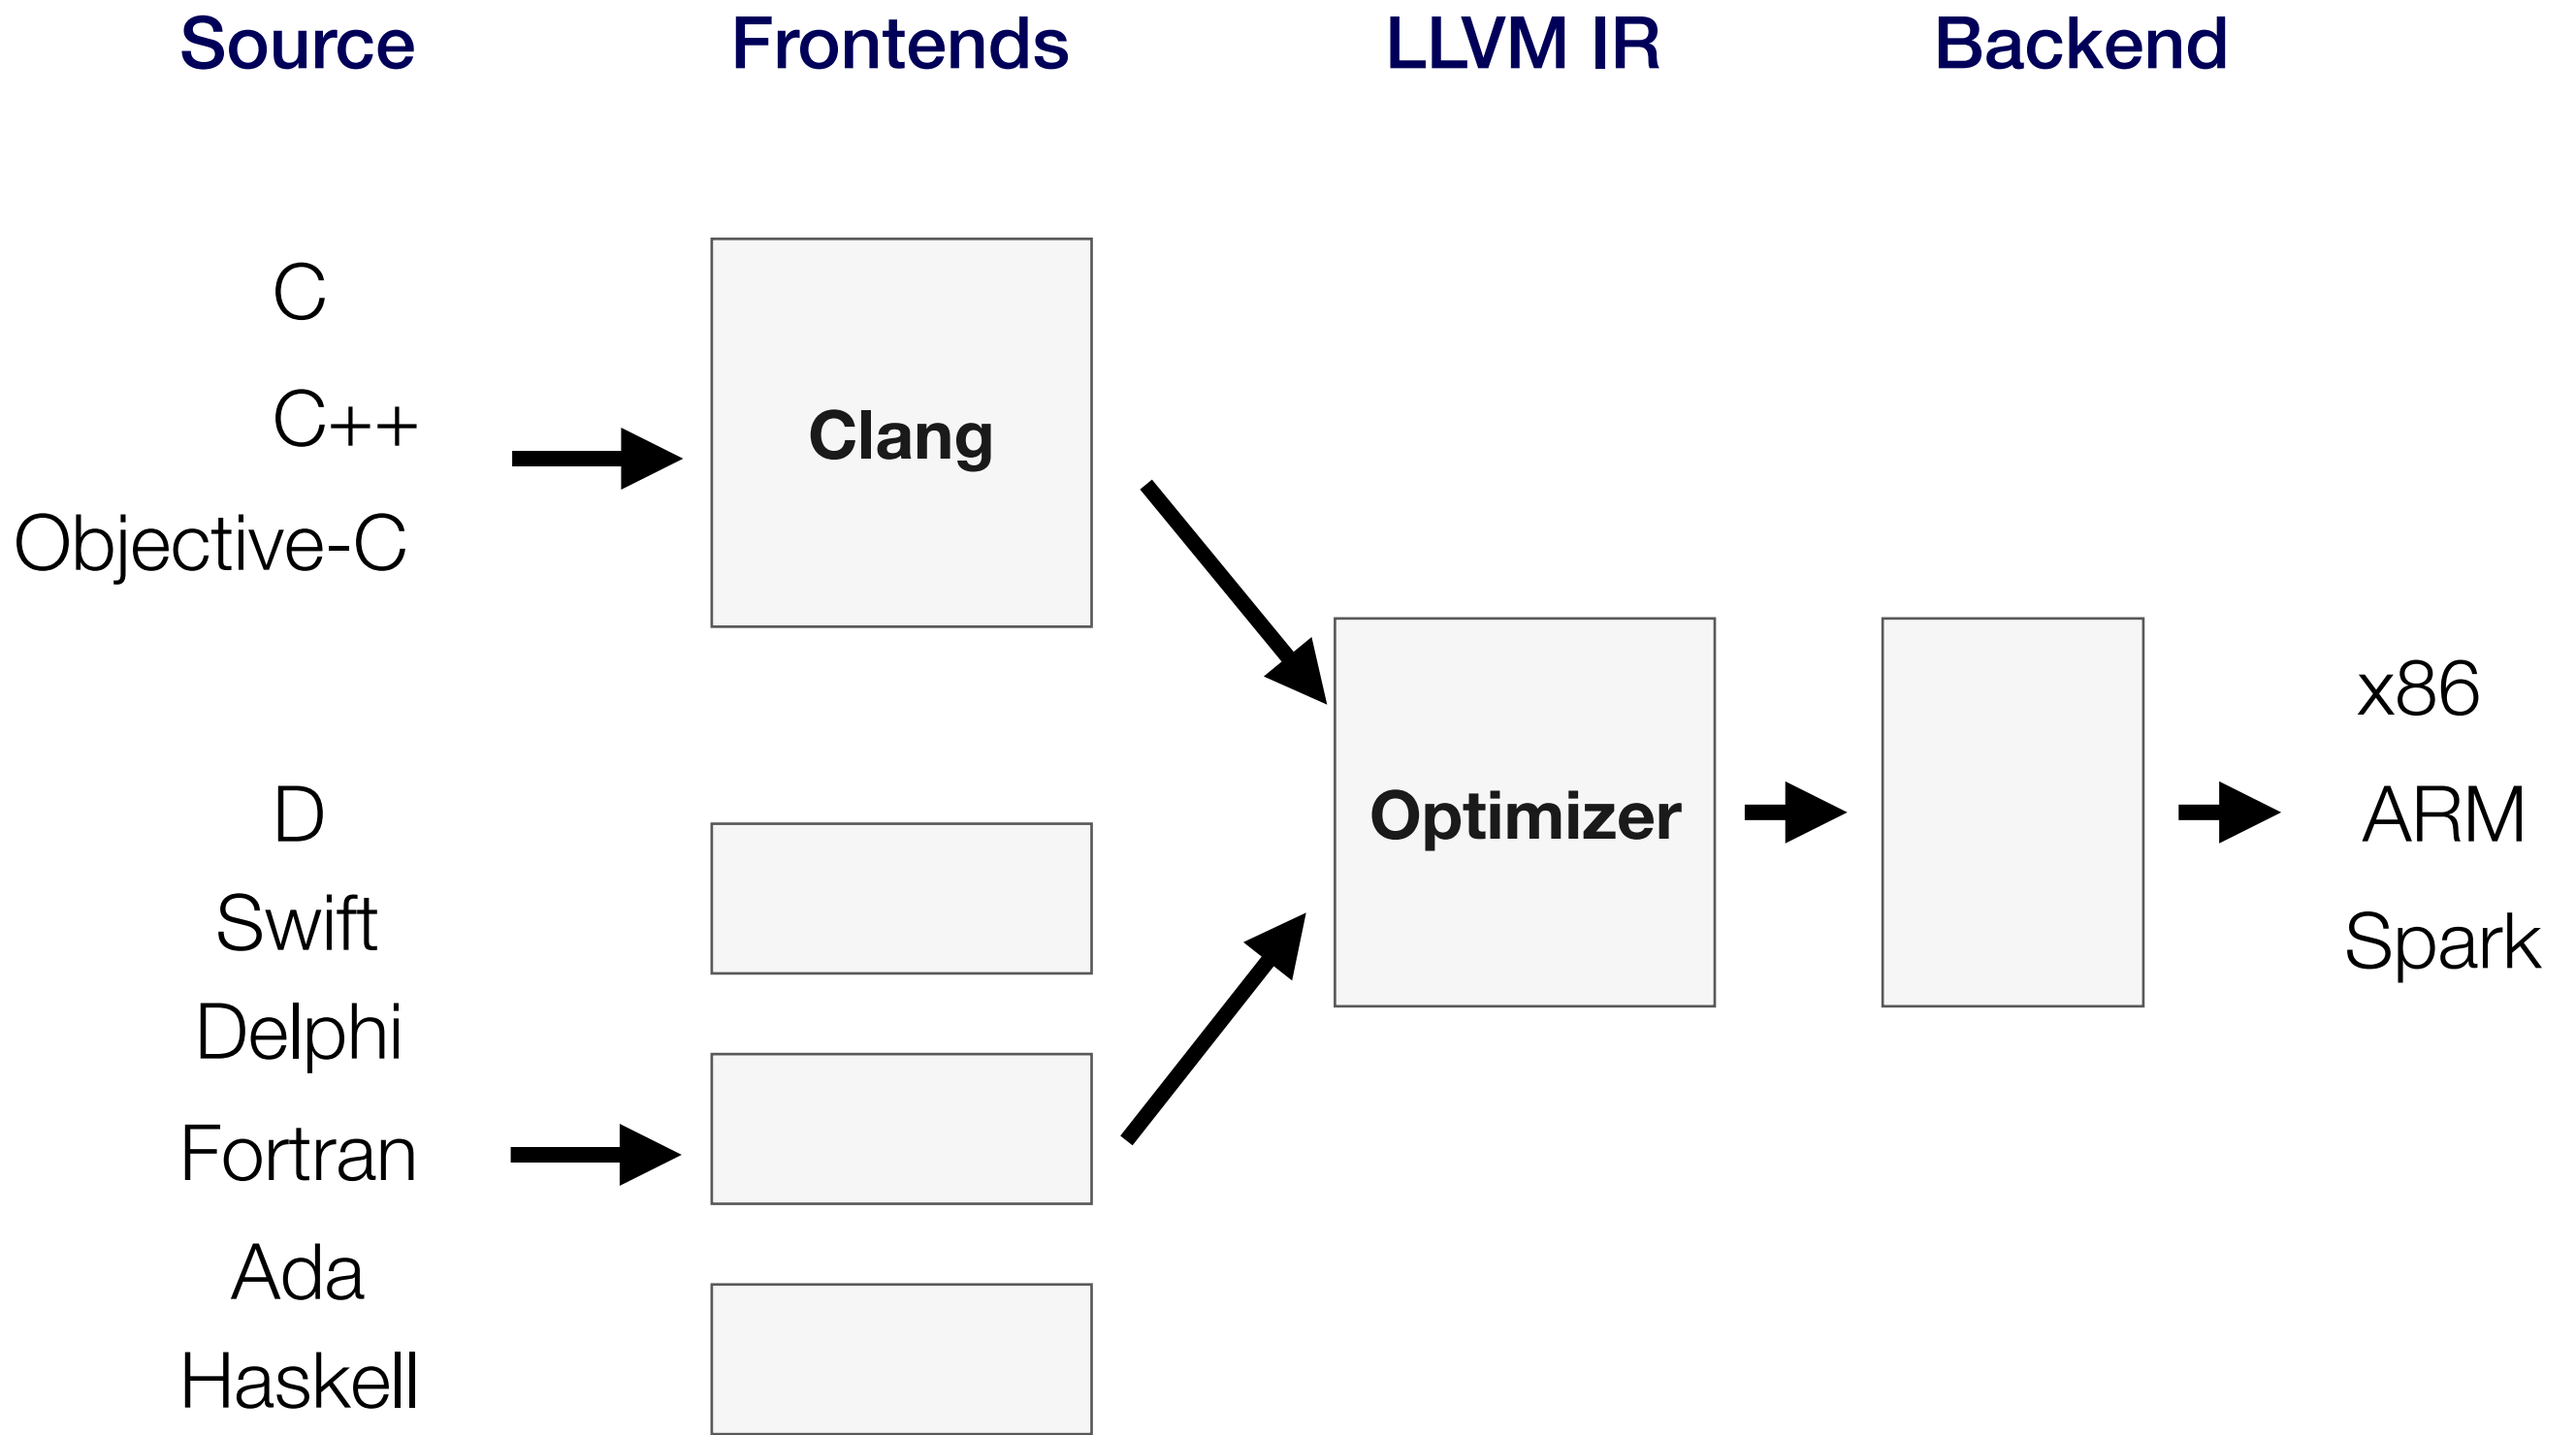 Source
Frontends
LLVM IR
Backend
C
C++
Objective-C
Clang
D
Swift
Delphi
Fortran
Ada
Haskell
Optimizer
x86
ARM
Spark